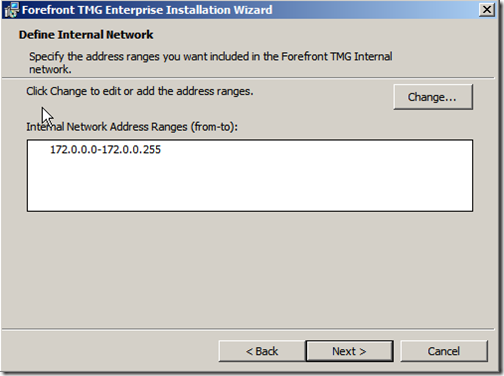 Forefront TMG Enterprise Installation Wizard
Define Internal Network
Specify the address ranges you want included in the Forefront TMG Internal
network.
Click Change to edit or add the address ranges.
Change...
Internal Network Address Ranges (from-to):
172.0.0.0-172.0.0.255
< Back
Next >
Cancel